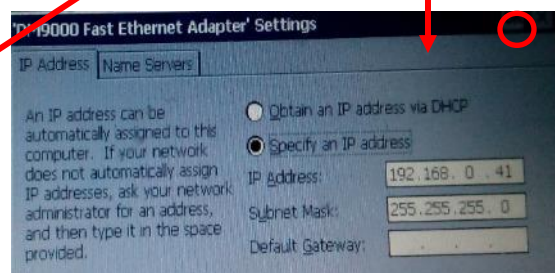 'DM9000 Fast Ethernet Adapter' Settings
IP Address Name Servers
An IP address can be
automatically assigned to this
computer. If your network
does not automatically assign
IP addresses, ask your network
administrator for an address,
and then type it in the space
provided.
Obtain an IP address via DHCP
Specify an IP address
IP Address: 192.168. 0 .41
Subnet Mask: 255.255.255. 0
Default Gateway: . . .